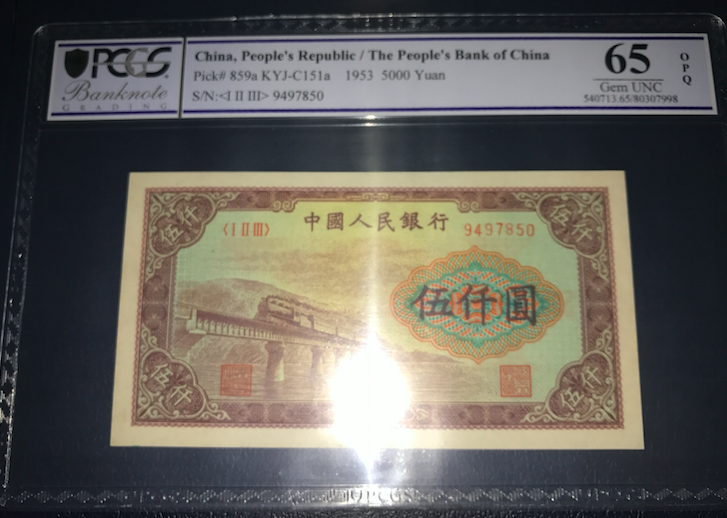 PCGS
Banknote
GRADING
China, People's Republic / The People's Bank of China
Pick# 859a KYJ-C151a 1953 5000 Yuan
S/N:<I II III> 9497850
65
Gem UNC
540713.65/80307998
OPQ
伍仟
伍仟
中國人民銀行
〈I II III〉
9497850
伍仟圓
伍仟
伍仟
PCGS